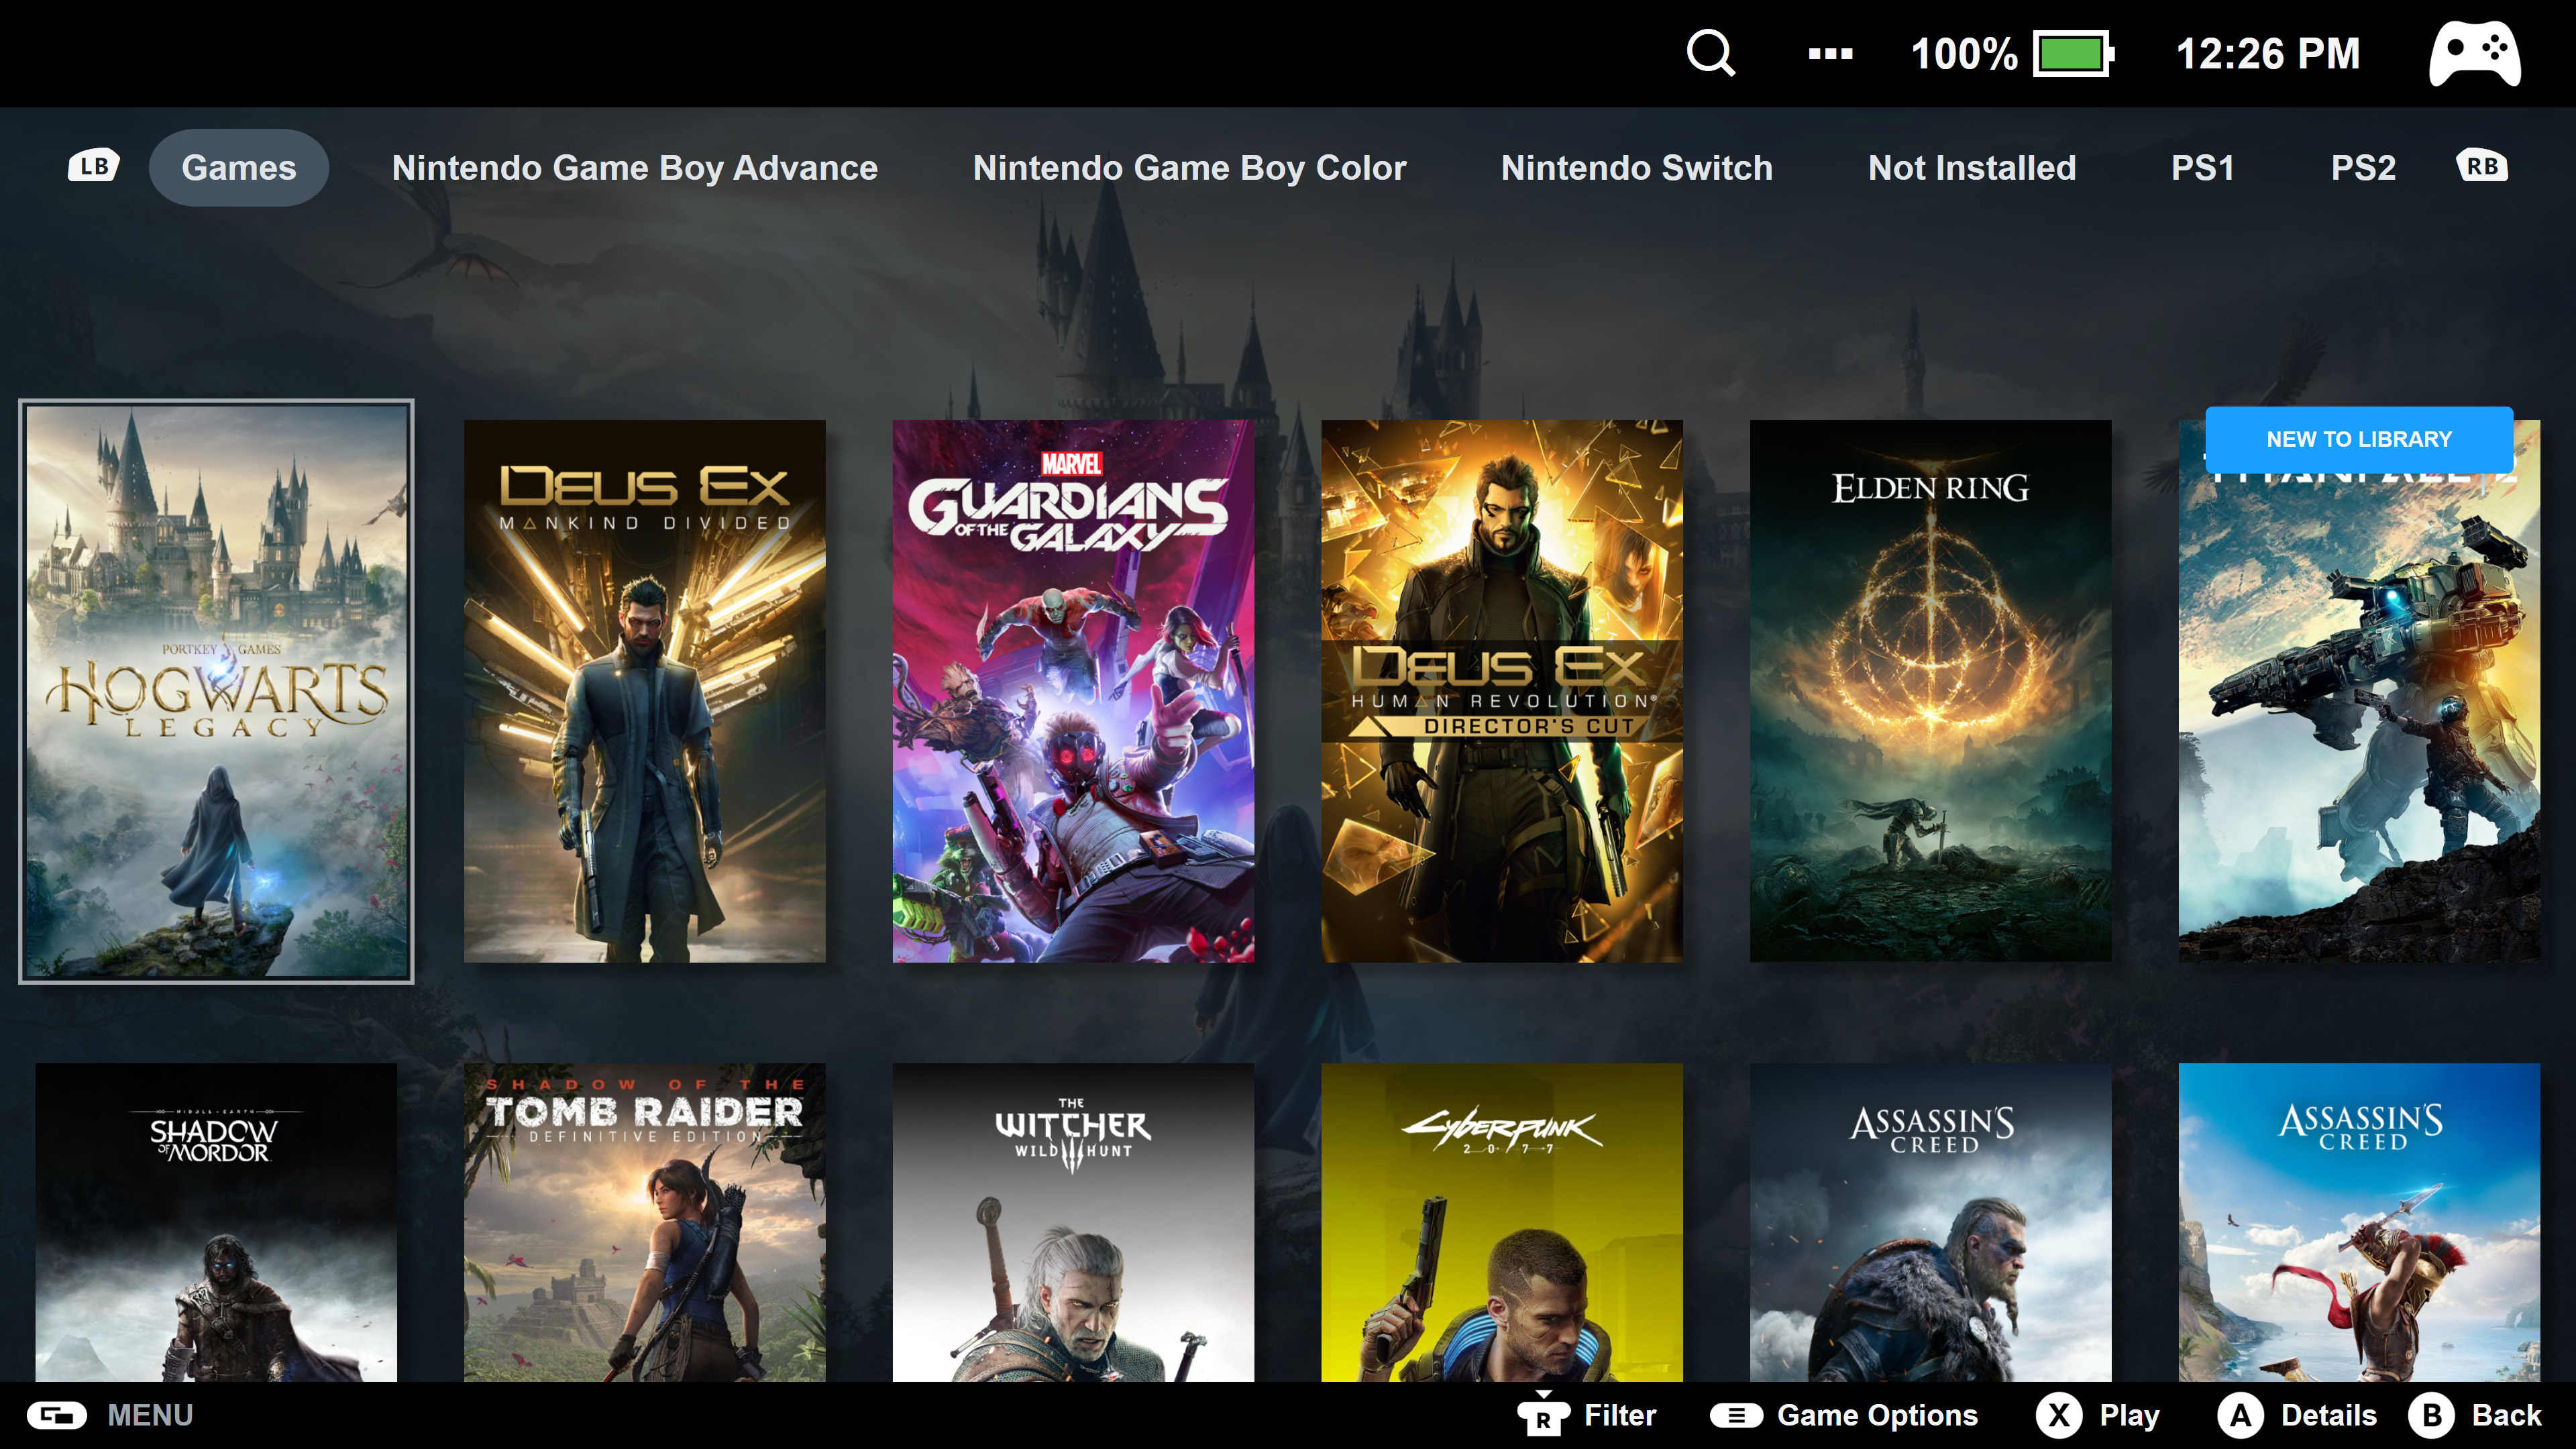 100% 12:26 PM
LB Games Nintendo Game Boy Advance Nintendo Game Boy Color Nintendo Switch Not Installed PS1 PS2 RB
PORTKEY GAMES
HOGWARTS
LEGACY
DEUS EX
MANKIND DIVIDED
MARVEL
GUARDIANS
OF THE
GALAXY
DEUS EX
HUMAN REVOLUTION®
DIRECTOR'S CUT
ELDEN RING
NEW TO LIBRARY
TITANFALL 2
MIDDLE-EARTH
SHADOW
OF MORDOR
SHADOW OF THE
TOMB RAIDER
DEFINITIVE EDITION
THE
WITCHER
WILD HUNT
Cyberpunk
2077
ASSASSIN'S
CREED
ASSASSIN'S
CREED
MENU R Filter Game Options X Play A Details B Back